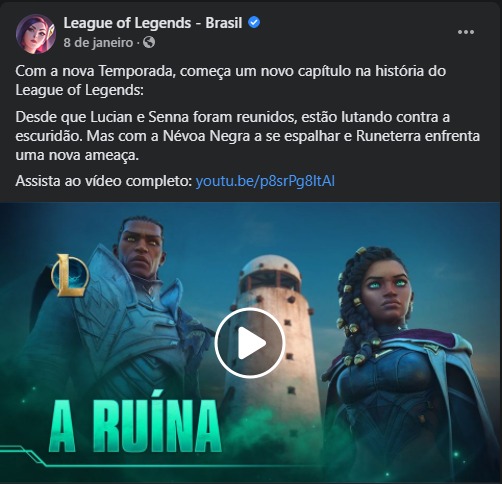 League of Legends - Brasil
8 de janeiro ·
Com a nova Temporada, começa um novo capítulo na história do
League of Legends:
Desde que Lucian e Senna foram reunidos, estão lutando contra a
escuridão. Mas com a Névoa Negra a se espalhar e Runeterra enfrenta
uma nova ameaça.
Assista ao vídeo completo: youtu.be/p8srPg8ltAI
L
A RUÍNA